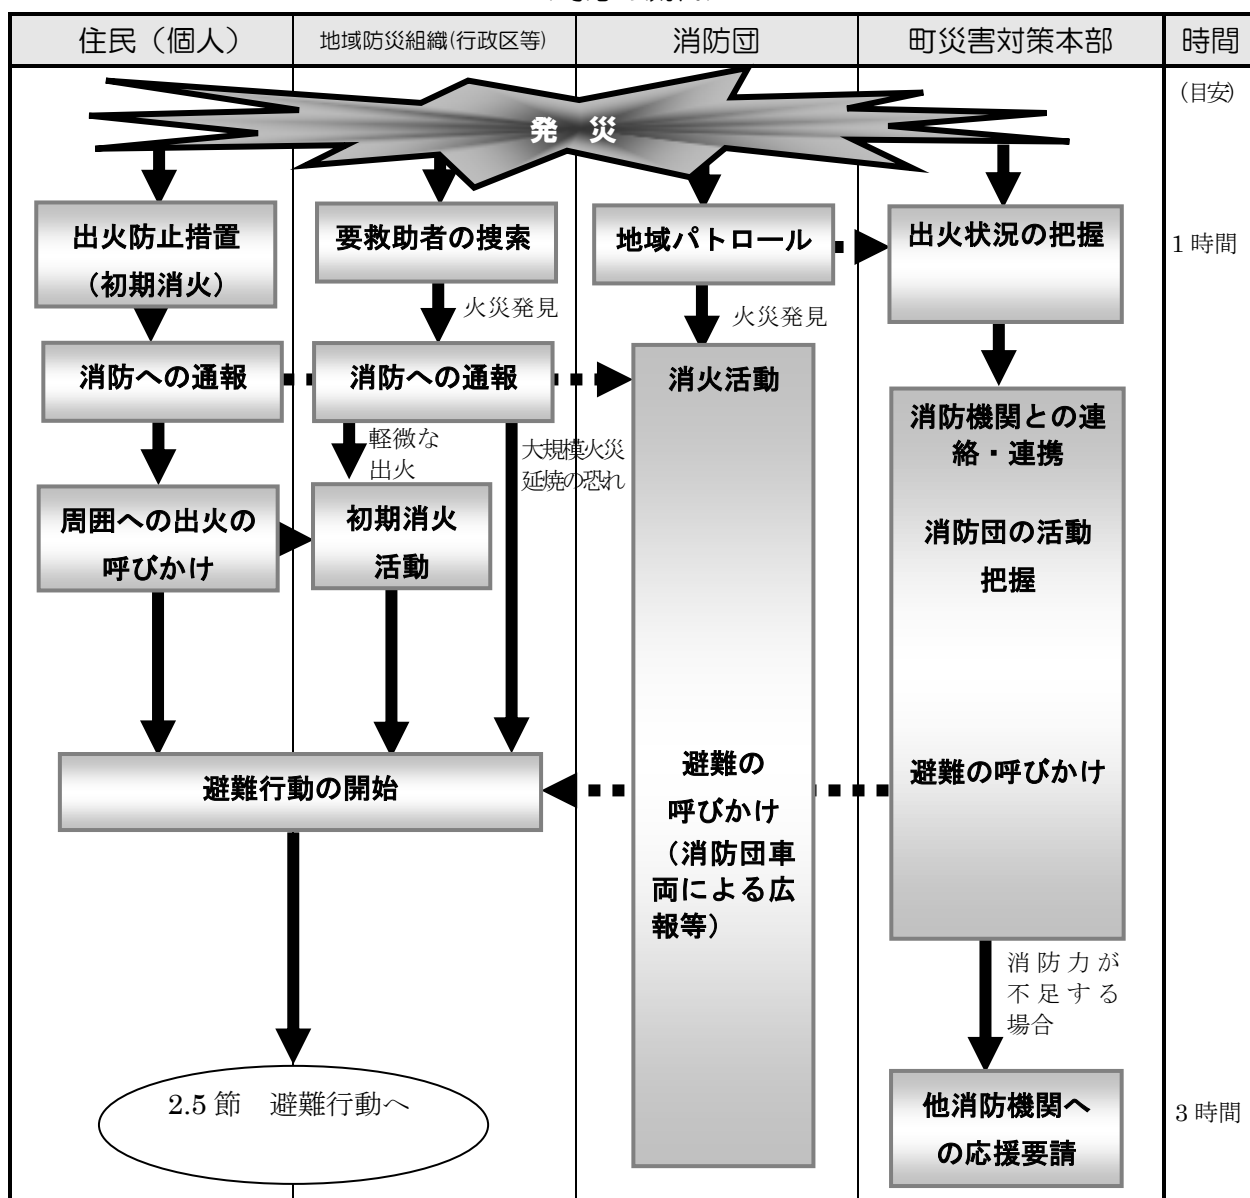 住民（個人）
地域防災組織(行政区等)
消防団
町災害対策本部
時間
（目安）
発　災
出火防止措置
（初期消火）
要救助者の捜索
地域パトロール
出火状況の把握
1 時間
火災発見
火災発見
消防への通報
消防への通報
消火活動
消防機関との連
絡・連携
軽微な
出火
大規模火災
延焼の恐れ
周囲への出火の
呼びかけ
初期消火
活動
消防団の活動
把握
避難行動の開始
避難の
呼びかけ
（消防団車
両による広
報等）
避難の呼びかけ
消防力が
不足する
場合
2.5 節　避難行動へ
他消防機関へ
の応援要請
3 時間